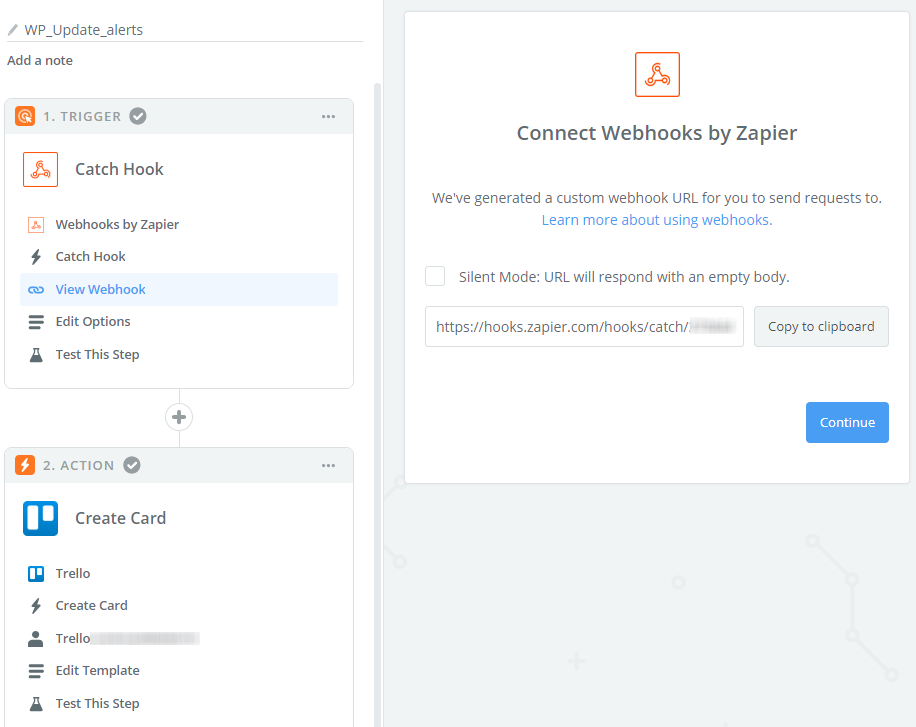 WP_Update_alerts
Add a note
1. TRIGGER
Catch Hook
Webhooks by Zapier
Catch Hook
View Webhook
Edit Options
Test This Step
2. ACTION
Create Card
Trello
Create Card
Trello
Edit Template
Test This Step
Connect Webhooks by Zapier
We've generated a custom webhook URL for you to send requests to.
Learn more about using webhooks.
Silent Mode: URL will respond with an empty body.
https://hooks.zapier.com/hooks/catch/
Copy to clipboard
Continue